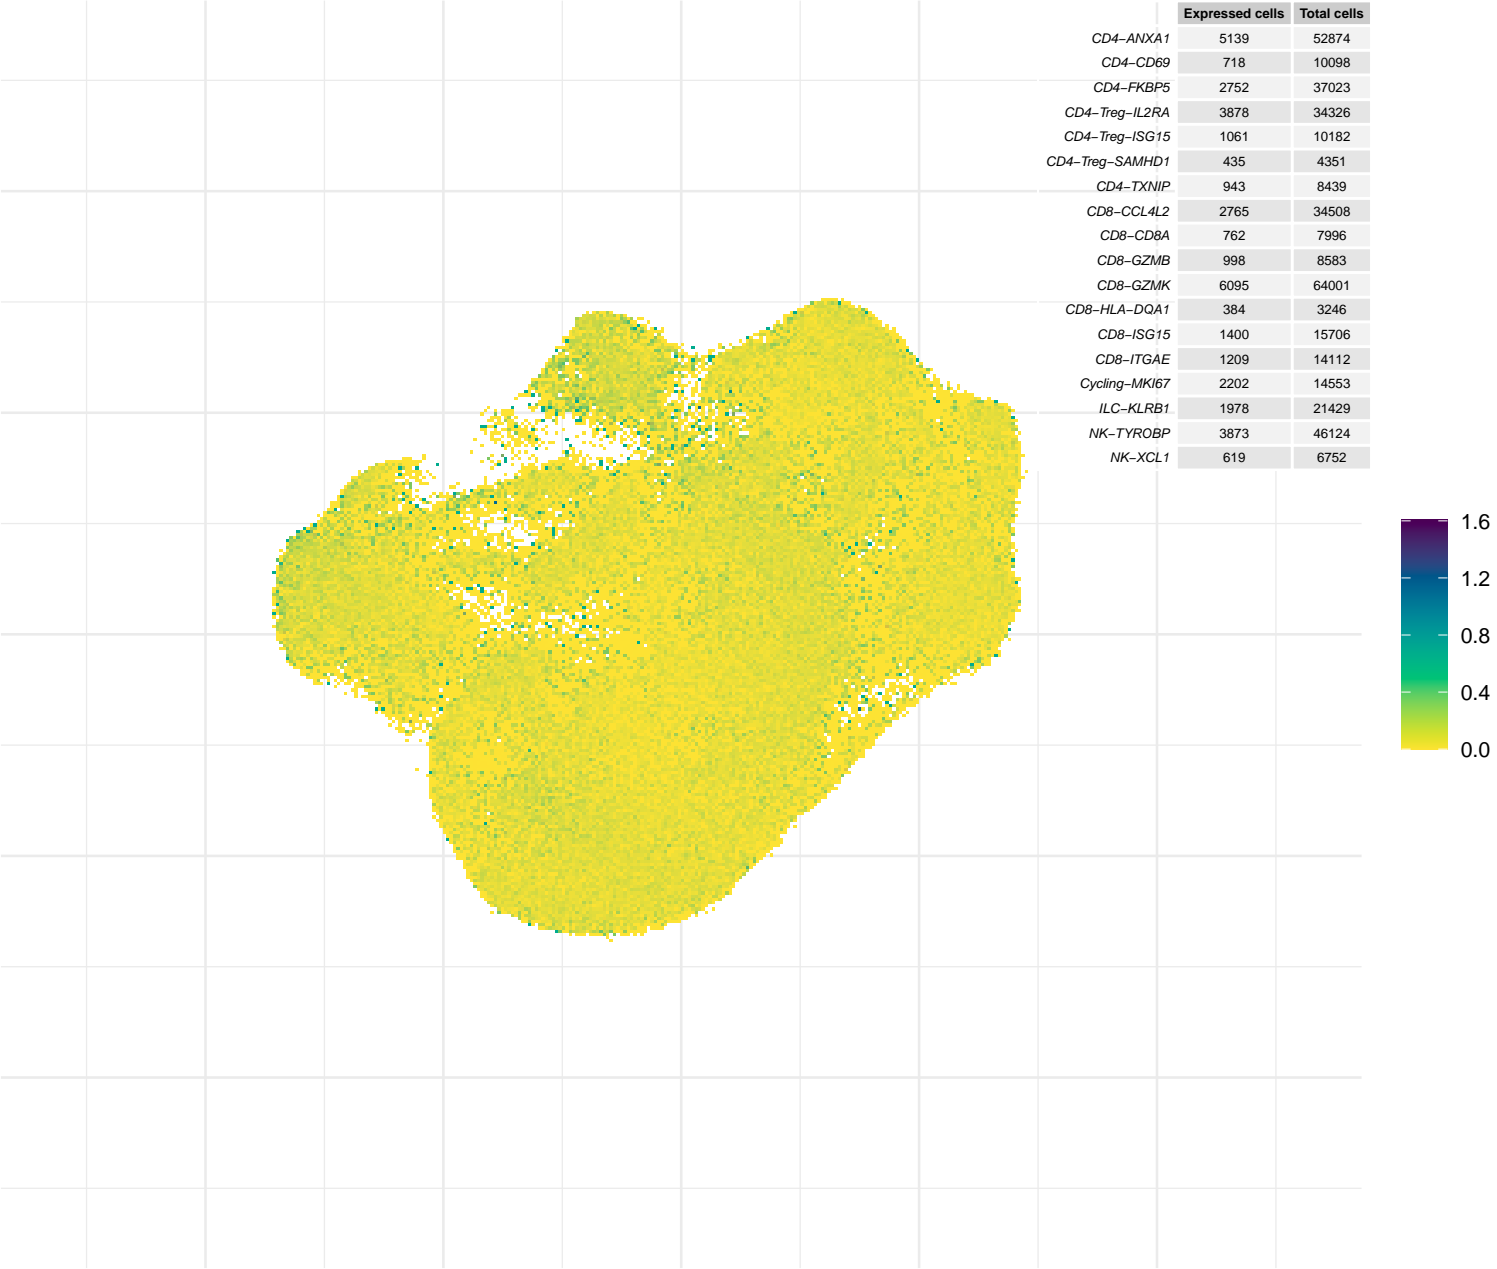 Expressed cells Total cells
CD4−ANXA1 5139 52874
CD4−CD69 718 10098
CD4−FKBP5 2752 37023
CD4−Treg−IL2RA 3878 34326
CD4−Treg−ISG15 1061 10182
CD4−Treg−SAMHD1 435 4351
CD4−TXNIP 943 8439
CD8−CCL4L2 2765 34508
CD8−CD8A 762 7996
CD8−GZMB 998 8583
CD8−GZMK 6095 64001
CD8−HLA−DQA1 384 3246
CD8−ISG15 1400 15706
CD8−ITGAE 1209 14112
Cycling−MKI67 2202 14553
ILC−KLRB1 1978 21429
NK−TYROBP 3873 46124
NK−XCL1 619 6752
1.6
1.2
0.8
0.4
0.0